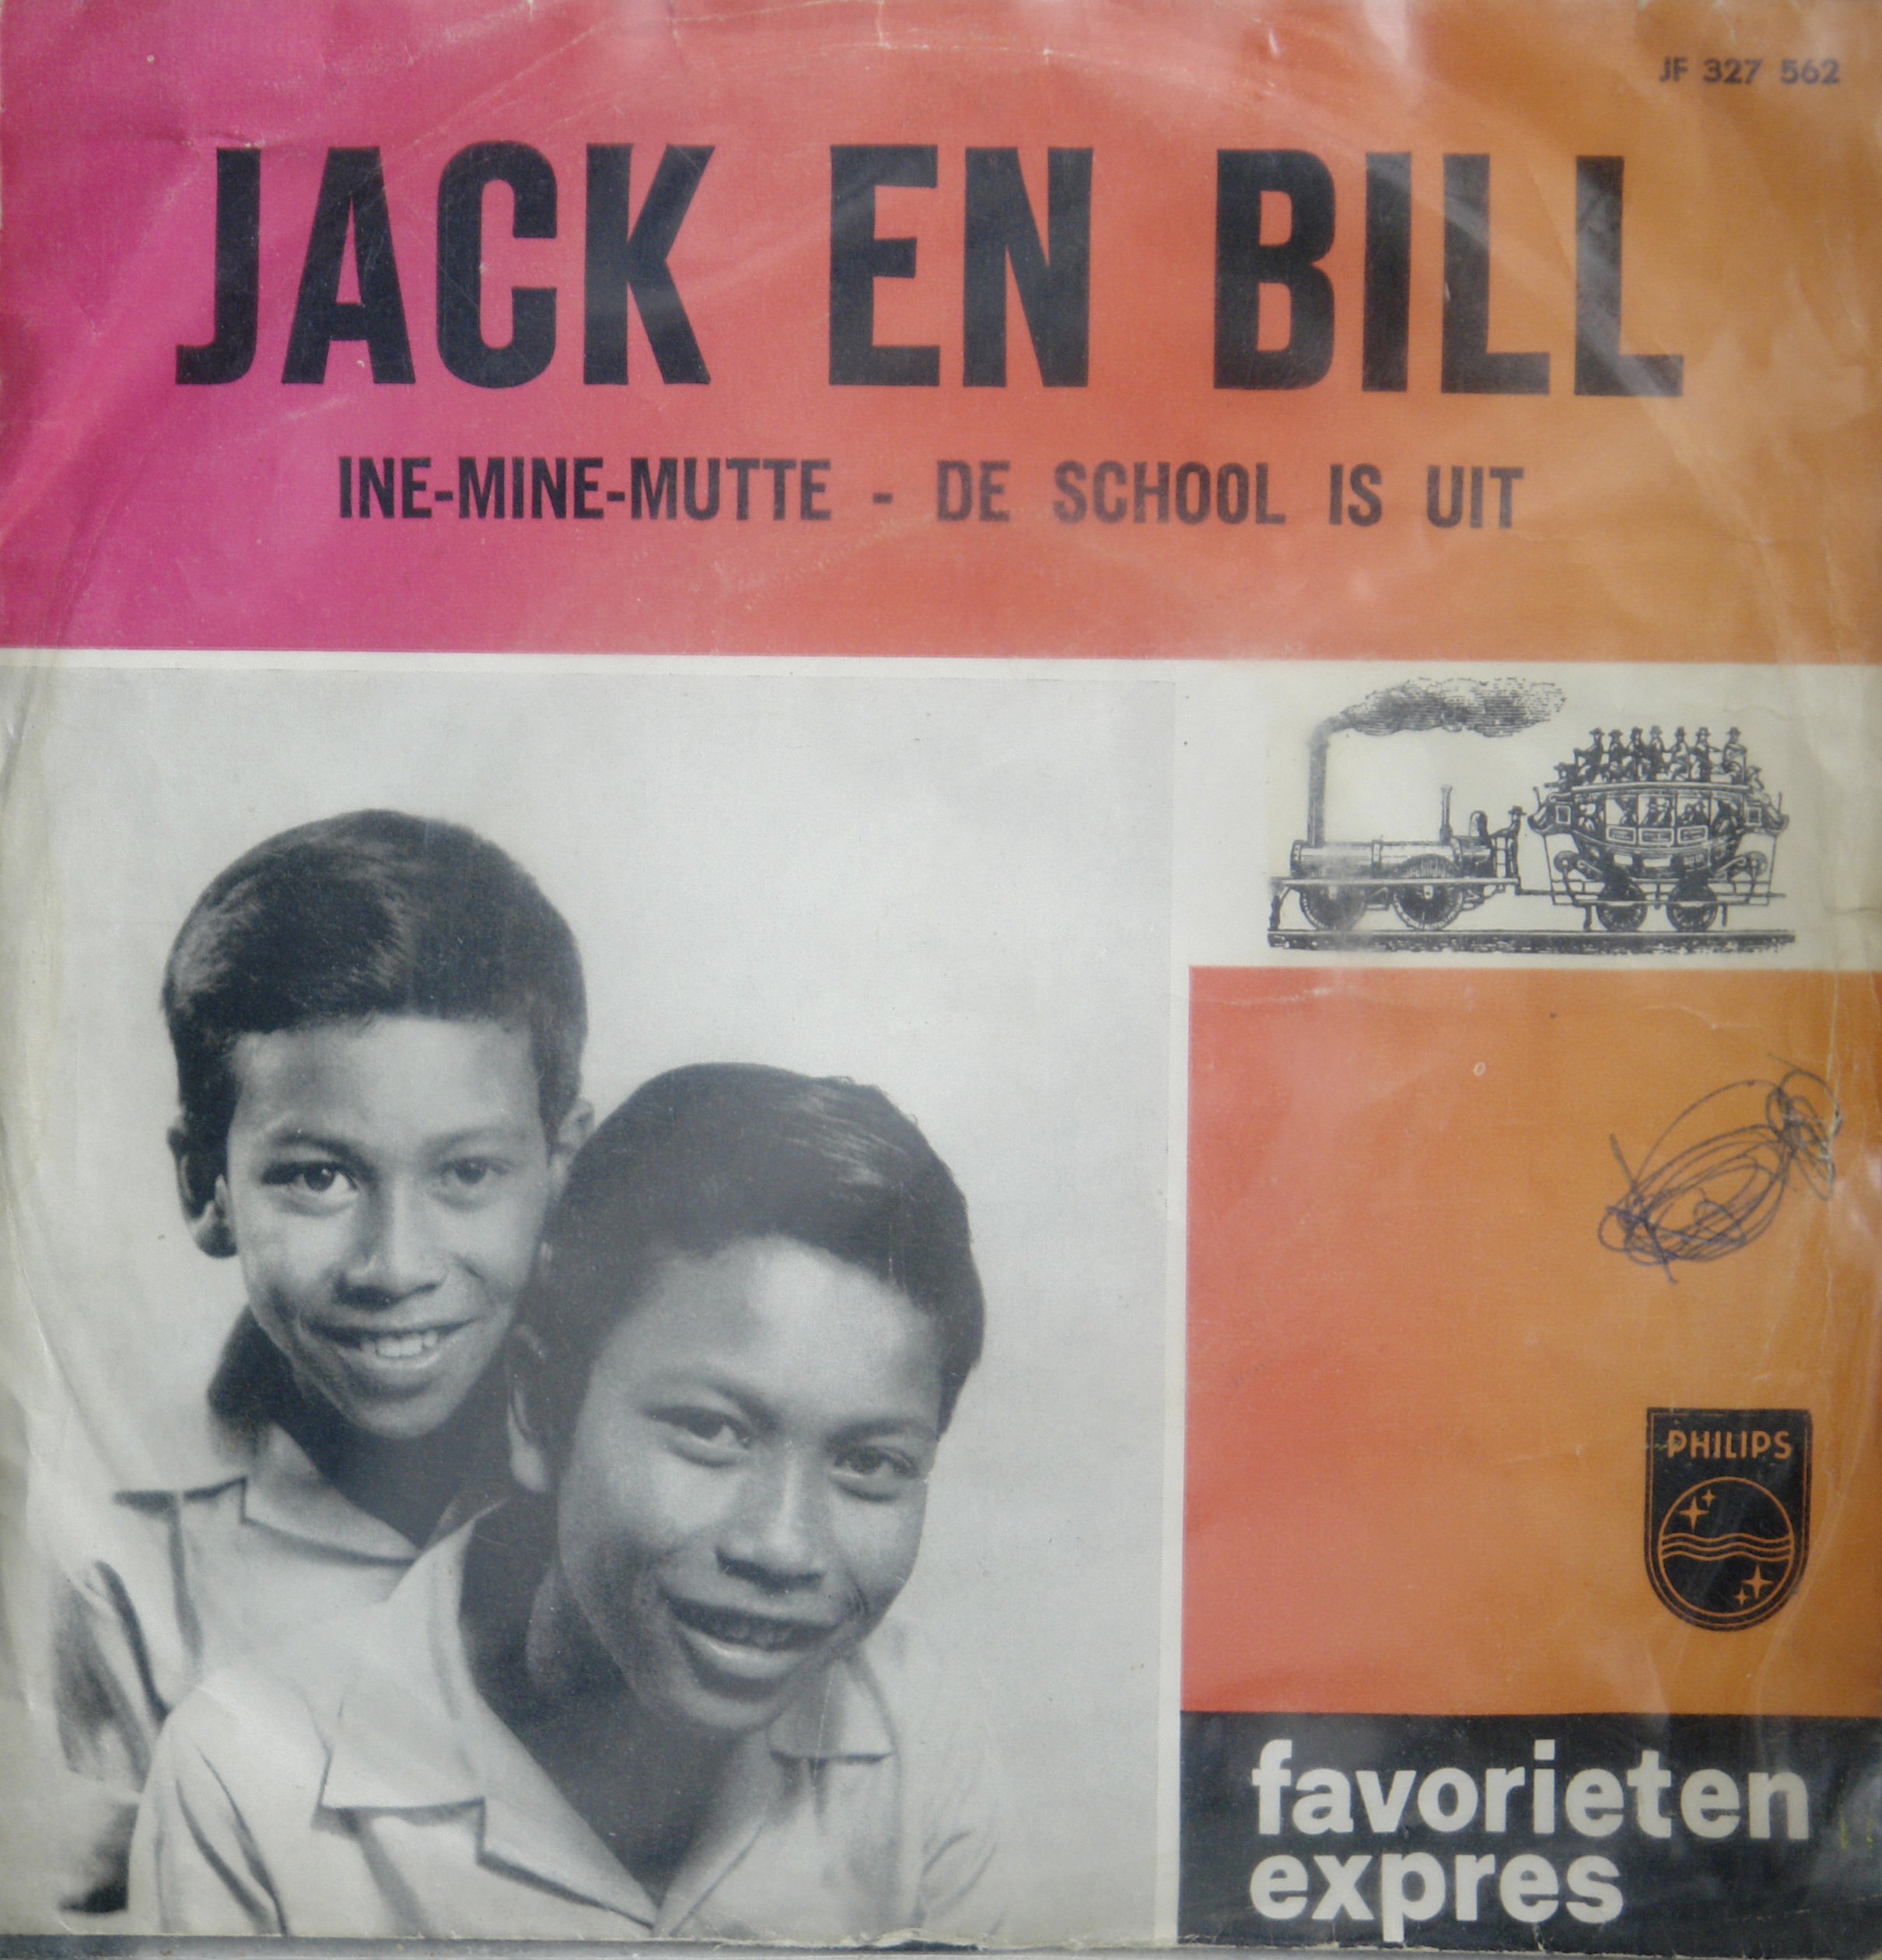 JF 327 562
JACK EN BILL
INE-MINE-MUTTE - DE SCHOOL IS UIT
PHILIPS
favorieten
expres